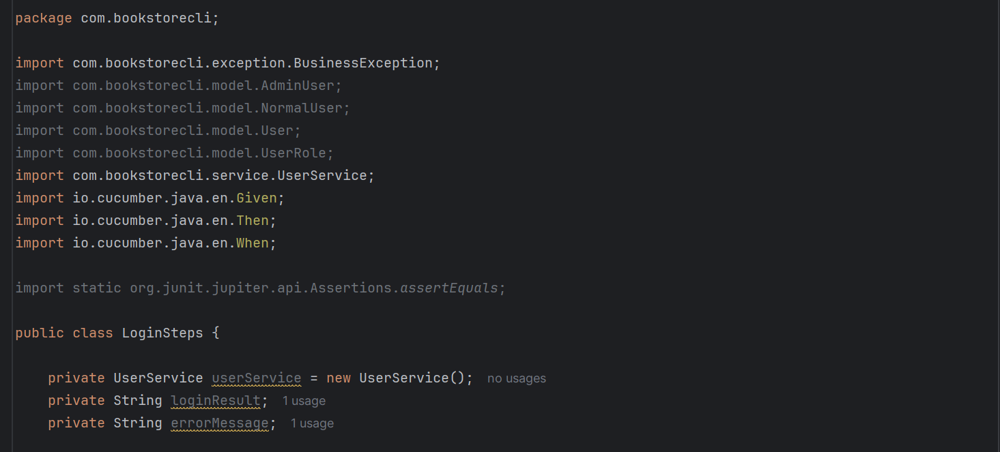 package com.bookstorecli;
import com.bookstorecli.exception.BusinessException;
import com.bookstorecli.model.AdminUser;
import com.bookstorecli.model.NormalUser;
import com.bookstorecli.model.User;
import com.bookstorecli.model.UserRole;
import com.bookstorecli.service.UserService;
import io.cucumber.java.en.Given;
import io.cucumber.java.en.Then;
import io.cucumber.java.en.When;
import static org.junit.jupiter.api.Assertions.assertEquals;
public class LoginSteps {
private UserService userService = new UserService(); no usages
private String loginResult; 1 usage
private String errorMessage; 1 usage